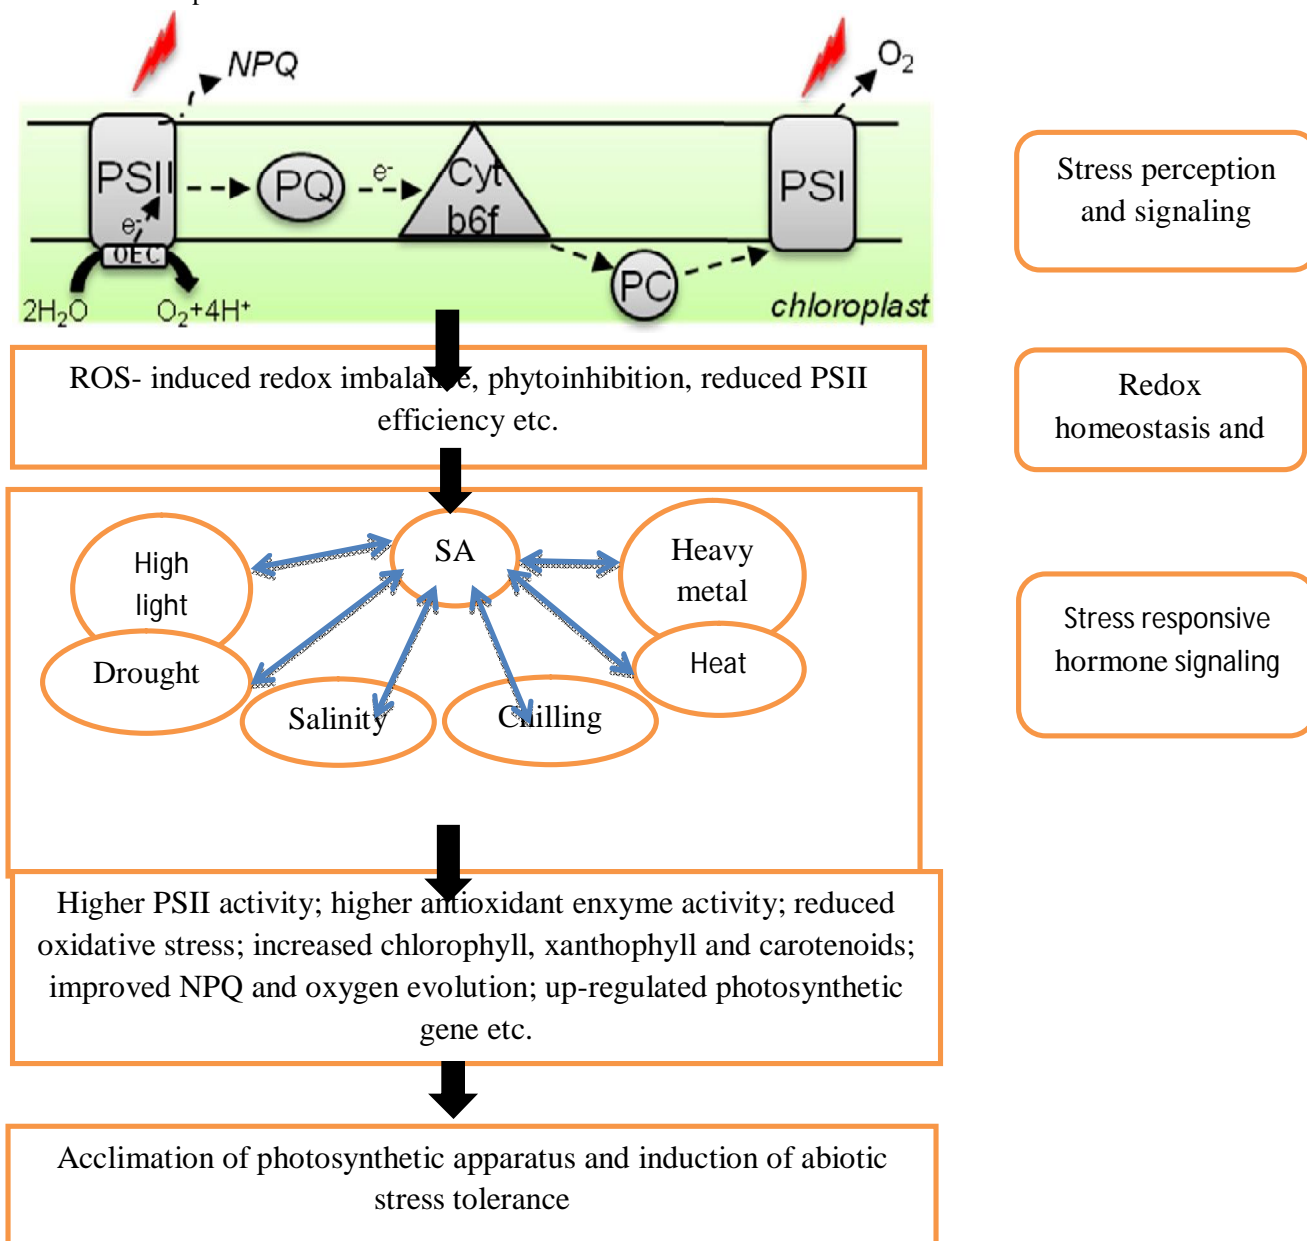 NPQ
O2
PSII
PQ
e-
Cyt
b6f
PSI
e-
OEC
PC
2H2O
O2+4H+
chloroplast
Stress perception
and signaling
ROS- induced redox imbalance, phytoinhibition, reduced PSII
efficiency etc.
Redox
homeostasis and
High
light
SA
Heavy
metal
Drought
Heat
Salinity
Chilling
Stress responsive
hormone signaling
Higher PSII activity; higher antioxidant enxyme activity; reduced
oxidative stress; increased chlorophyll, xanthophyll and carotenoids;
improved NPQ and oxygen evolution; up-regulated photosynthetic
gene etc.
Acclimation of photosynthetic apparatus and induction of abiotic
stress tolerance